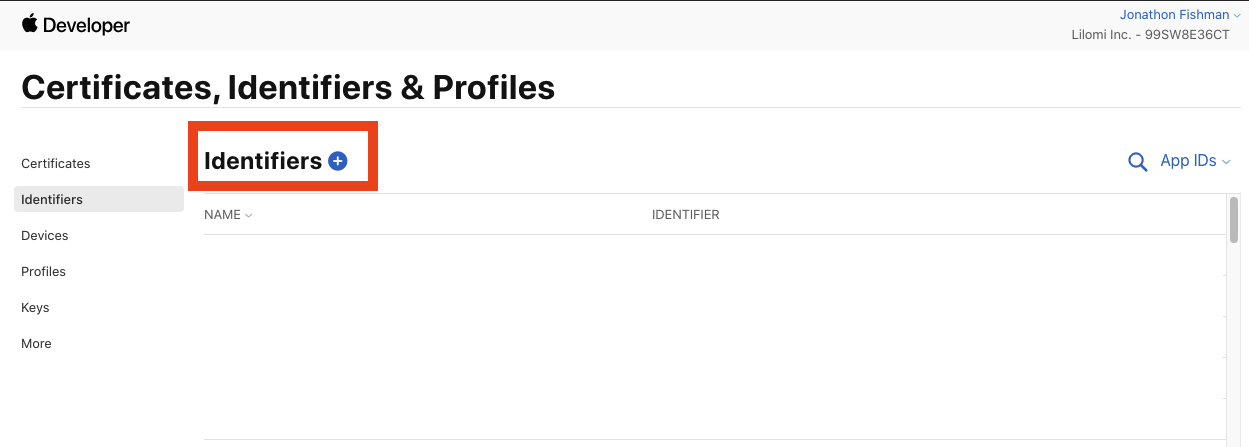 Developer
Jonathon Fishman
Lilomi Inc. - 99SW8E36CT
Certificates, Identifiers & Profiles
Certificates
Identifiers
Devices
Profiles
Keys
More
Identifiers
App IDs
NAME
IDENTIFIER